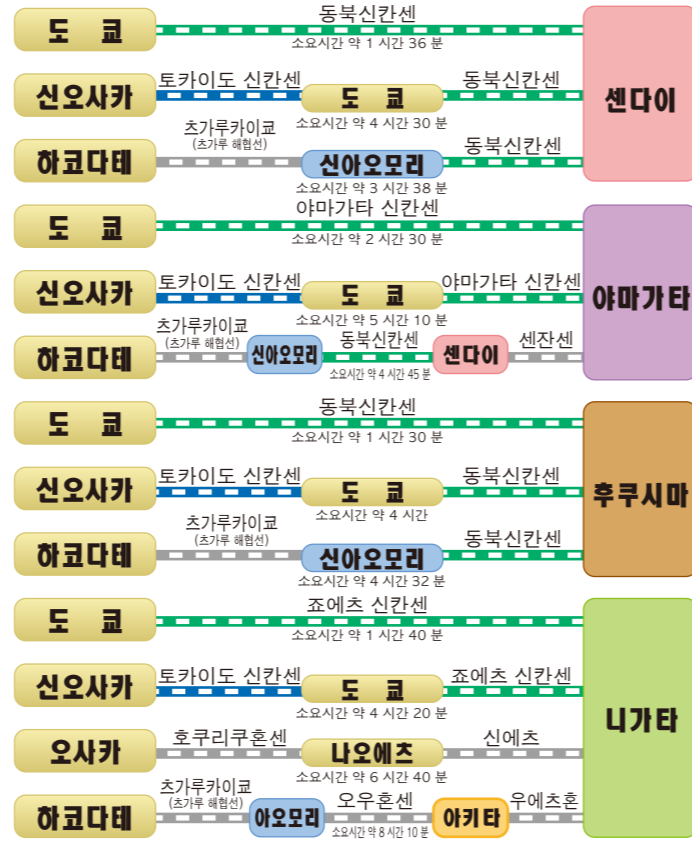 동북신칸센
도 쿄
소요시간 약 1 시간 36 분
토카이도 신칸센 동북신칸센
신오사카 도 쿄 센다이
소요시간 약 4 시간 30 분
츠가루카이쿄
(츠가루 해협선) 동북신칸센
하코다테 신아오모리
소요시간 약 3 시간 38 분
야마가타 신칸센
도 쿄
소요시간 약 2 시간 30 분
토카이도 신칸센 야마가타 신칸센
신오사카 도 쿄 야마가타
소요시간 약 5 시간 10 분
츠가루카이쿄
(츠가루 해협선) 동북신칸센 센잔센
하코다테 신아오모리 센다이
소요시간 약 4 시간 45 분
동북신칸센
도 쿄
소요시간 약 1 시간 30 분
토카이도 신칸센 동북신칸센
신오사카 도 쿄 후쿠시마
소요시간 약 4 시간
츠가루카이쿄
(츠가루 해협선) 동북신칸센
하코다테 신아오모리
소요시간 약 4 시간 32 분
죠에츠 신칸센
도 쿄
소요시간 약 1 시간 40 분
토카이도 신칸센 죠에츠 신칸센
신오사카 도 쿄
소요시간 약 4 시간 20 분
니가타
호쿠리쿠혼센 신에츠
오사카 나오에츠
소요시간 약 6 시간 40 분
츠가루카이쿄
(츠가루 해협선) 오우혼센 우에츠혼
하코다테 아오모리 아키타
소요시간 약 8 시간 10 분